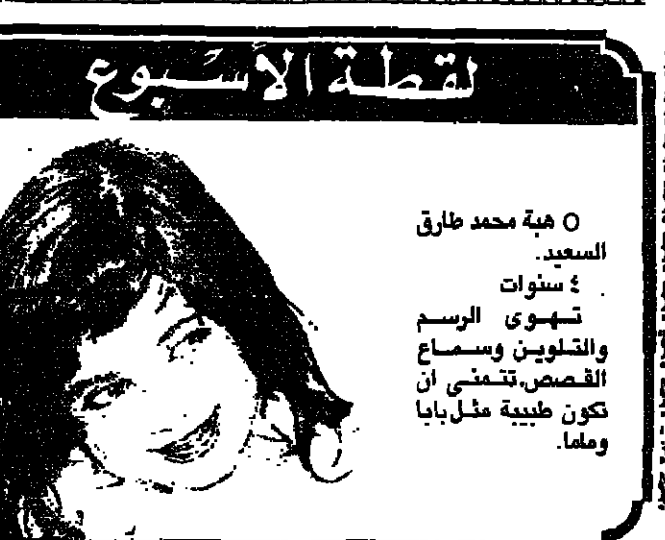 لقطة الأسبوع
○ هبة محمد طارق
السعيد.
٤ سنوات
تهوى الرسم
والتلوين وسماع
القصص.تتمنى ان
تكون طبيبة مثل بابا
وماما.